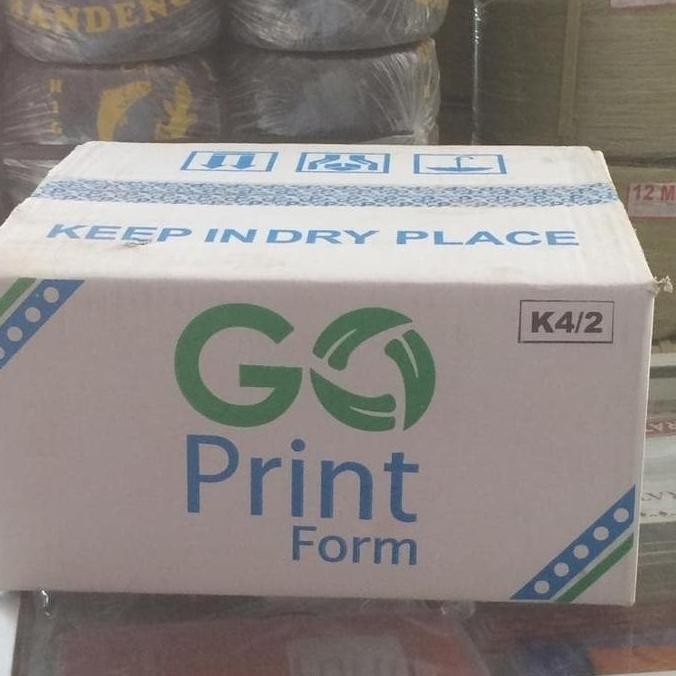 12 M
KEEP IN DRY PLACE
GO
K4/2
Print
Form